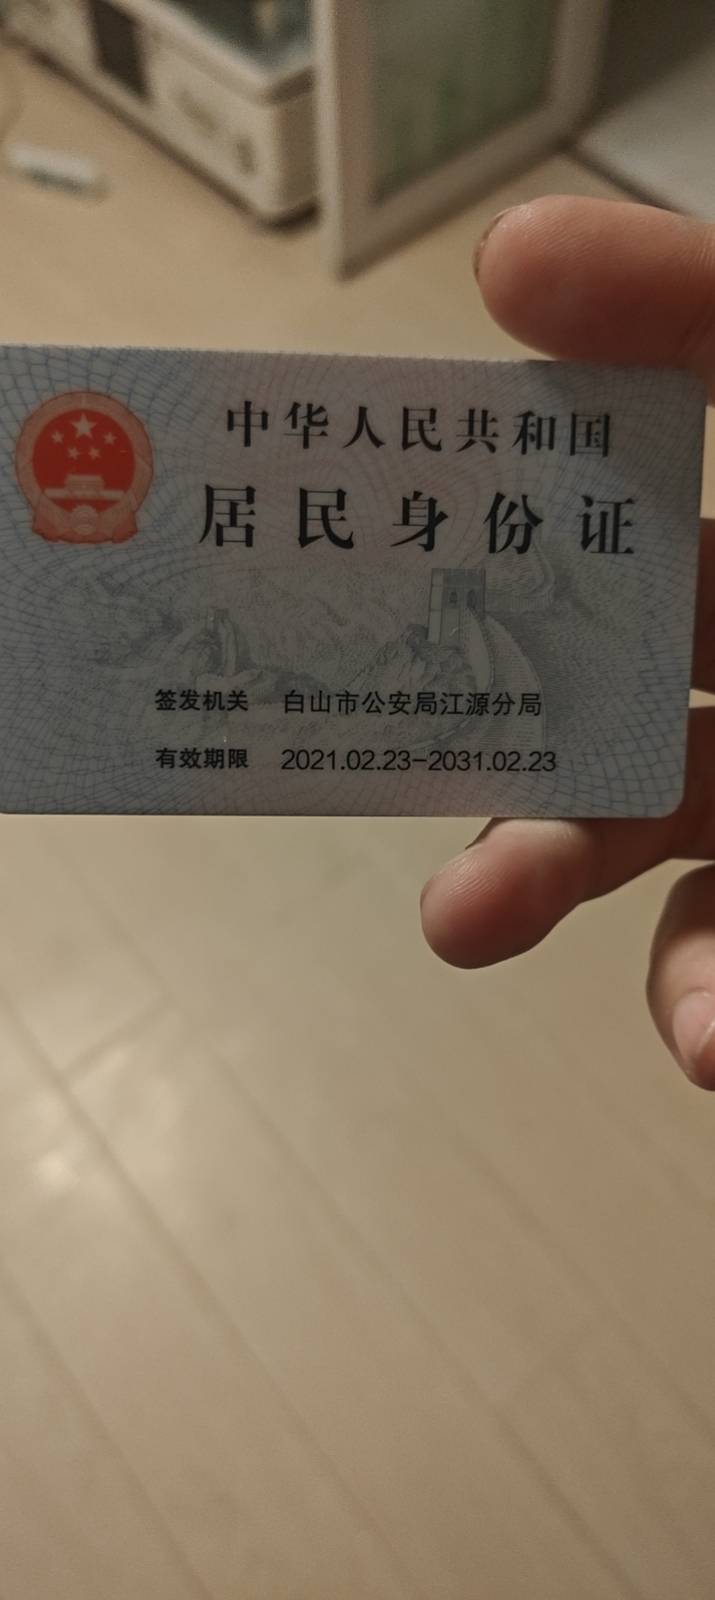 中华人民共和国
居民身份证
签发机关 白山市公安局江源分局
有效期限 2021.02.23-2031.02.23